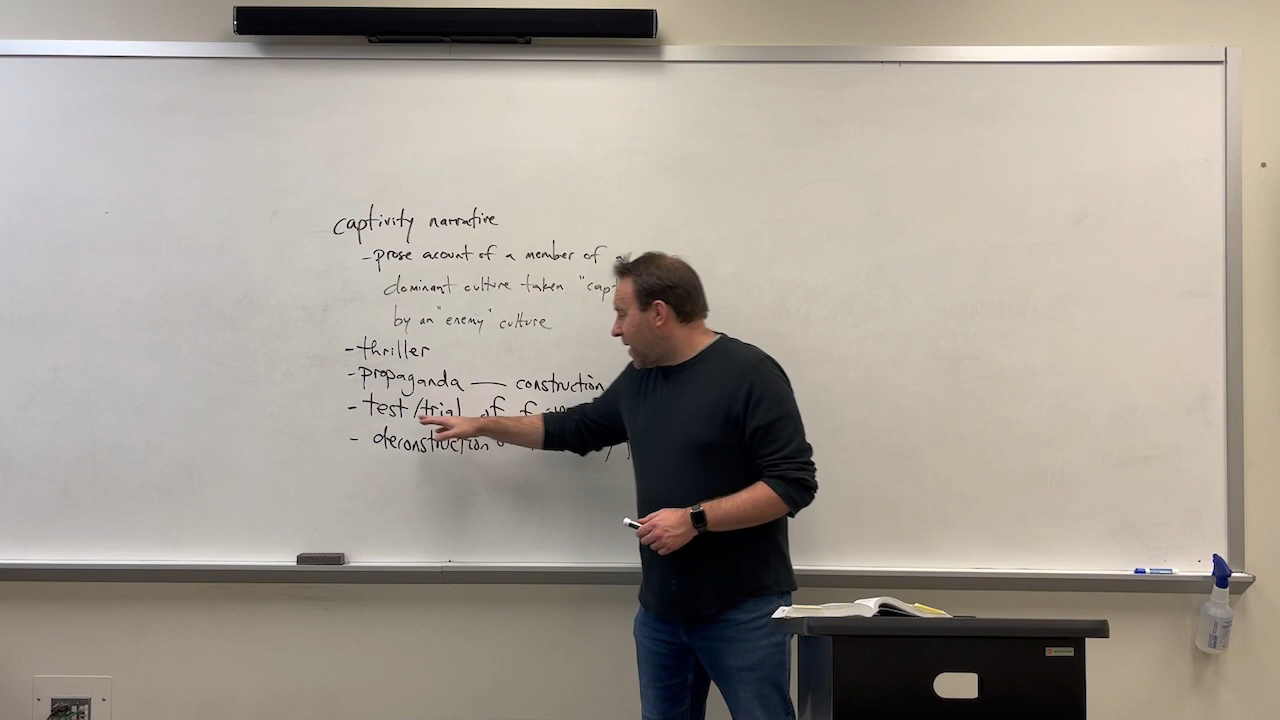 captivity narrative
- prose acount of a member of
dominant culture taken "cap
by an "enemy" culture
- thriller
- propaganda — construction
- test/trial of
- deconstruction